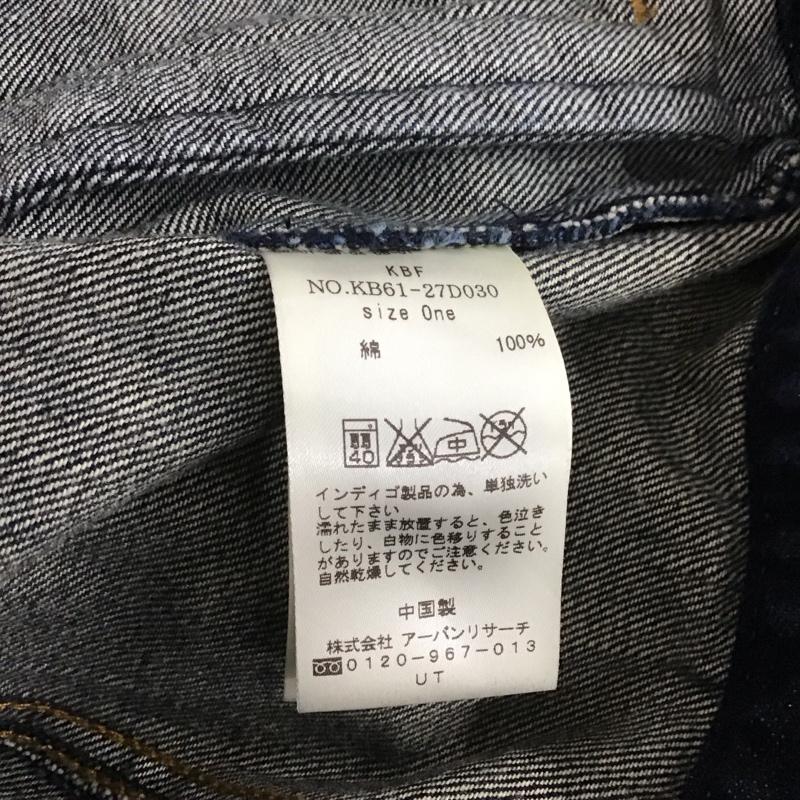 KBF
NO.KB61-27D030
size One
綿 100%
40 中
インディゴ製品の為、単独洗い
して下さい
濡れたまま放置すると、色泣き
したり、白物に色移りすること
がありますのでご注意ください。
自然乾燥してください。
中国製
株式会社 アーバンリサーチ
0120-967-013
UT